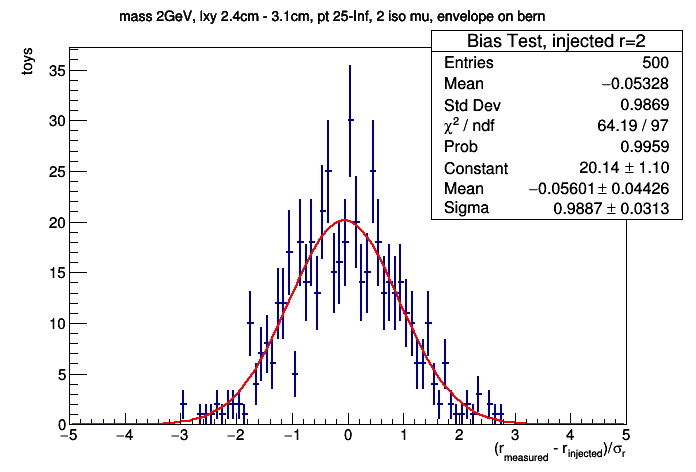 mass 2GeV, lxy 2.4cm - 3.1cm, pt 25-Inf, 2 iso mu, envelope on bern
Bias Test, injected r=2
Entries 500
Mean −0.05328
Std Dev 0.9869
χ² / ndf 64.19 / 97
Prob 0.9959
Constant 20.14 ± 1.10
Mean −0.05601 ± 0.04426
Sigma 0.9887 ± 0.0313
toys
35
30
25
20
15
10
5
0
−5 −4 −3 −2 −1 0 1 2 3 4 5
(r_measured - r_injected)/σ_r